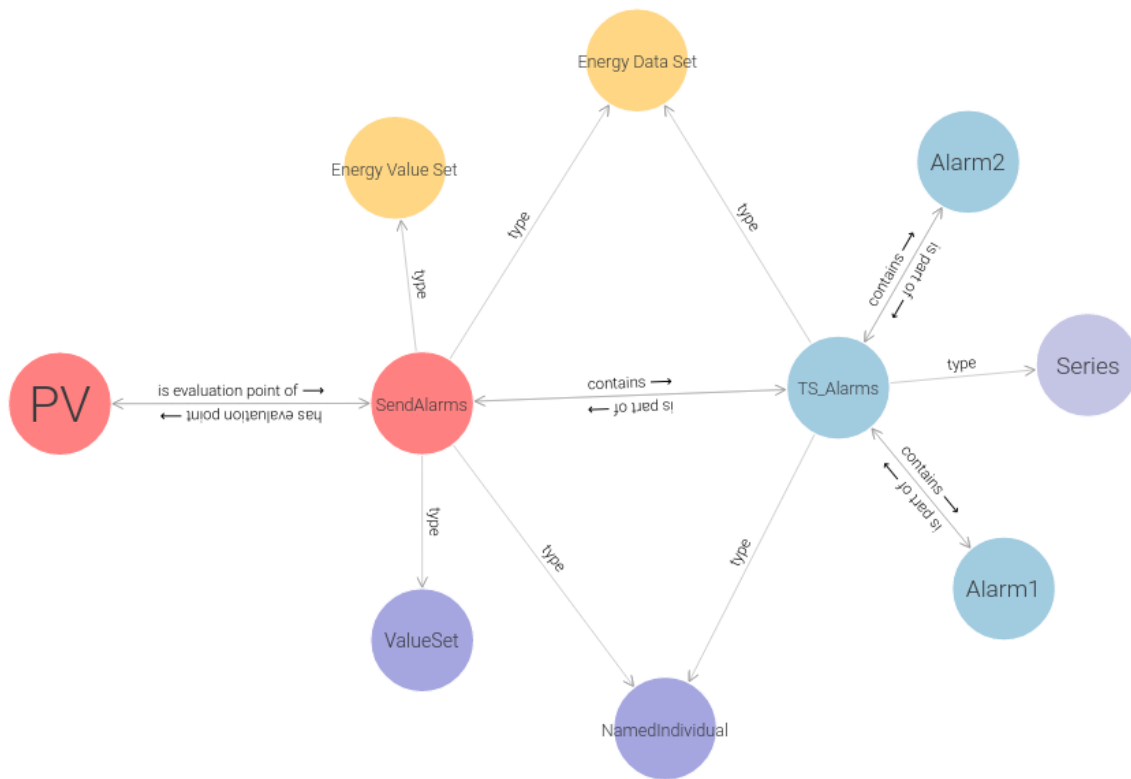 Energy Data Set
Energy Value Set
Alarm2
type
type
type
contains ⟶
is part of ⟶
PV
is evaluation point of ⟶
has evaluation point ⟶
SendAlarms
contains ⟶
is part of ⟶
TS_Alarms
type
Series
contains ⟶
is part of ⟶
type
type
type
Alarm1
ValueSet
NamedIndividual